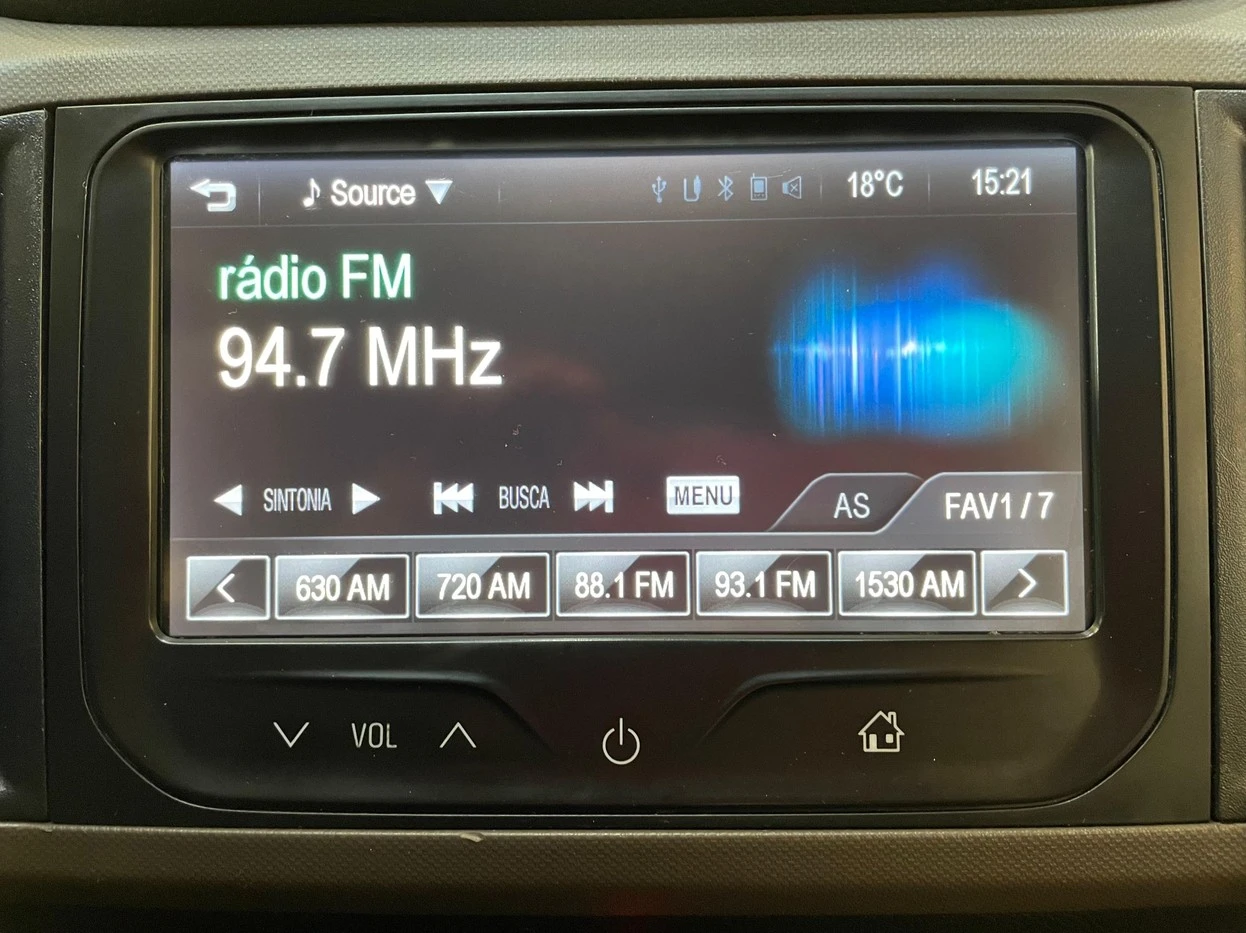 Source 18°C 15:21
rádio FM
94.7 MHz
SINTONIA BUSCA MENU AS FAV1 / 7
< 630 AM 720 AM 88.1 FM 93.1 FM 1530 AM >
VOL